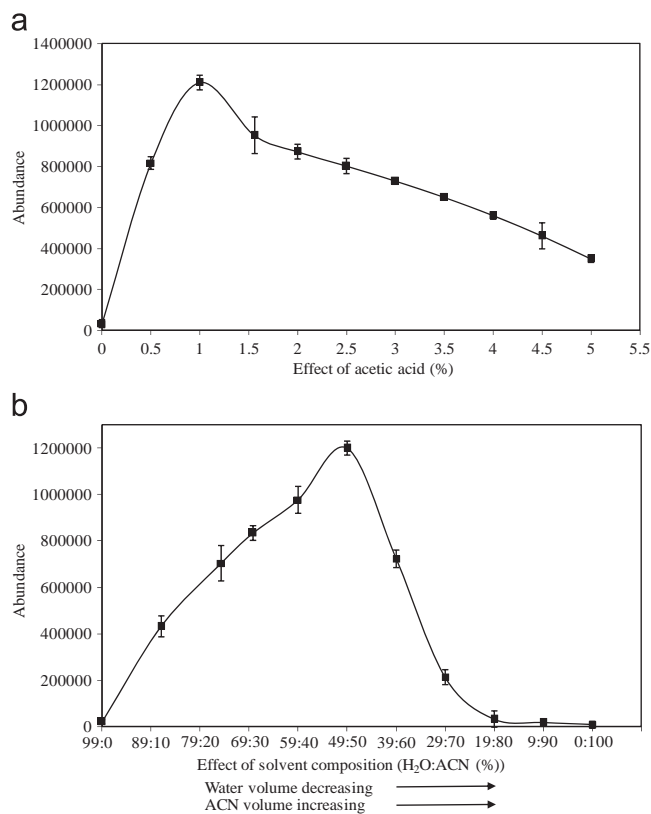 a
1400000
1200000
1000000
800000
600000
400000
200000
0
Abundance
0 0.5 1 1.5 2 2.5 3 3.5 4 4.5 5 5.5
Effect of acetic acid (%)
b
1200000
1000000
800000
600000
400000
200000
0
Abundance
99:0 89:10 79:20 69:30 59:40 49:50 39:60 29:70 19:80 9:90 0:100
Effect of solvent composition (H₂O:ACN (%))
Water volume decreasing
ACN volume increasing